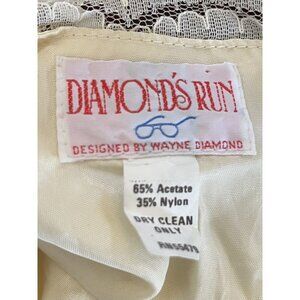 DIAMOND'S RUN
DESIGNED BY WAYNE DIAMOND
65% Acetate
35% Nylon
DRY CLEAN
ONLY